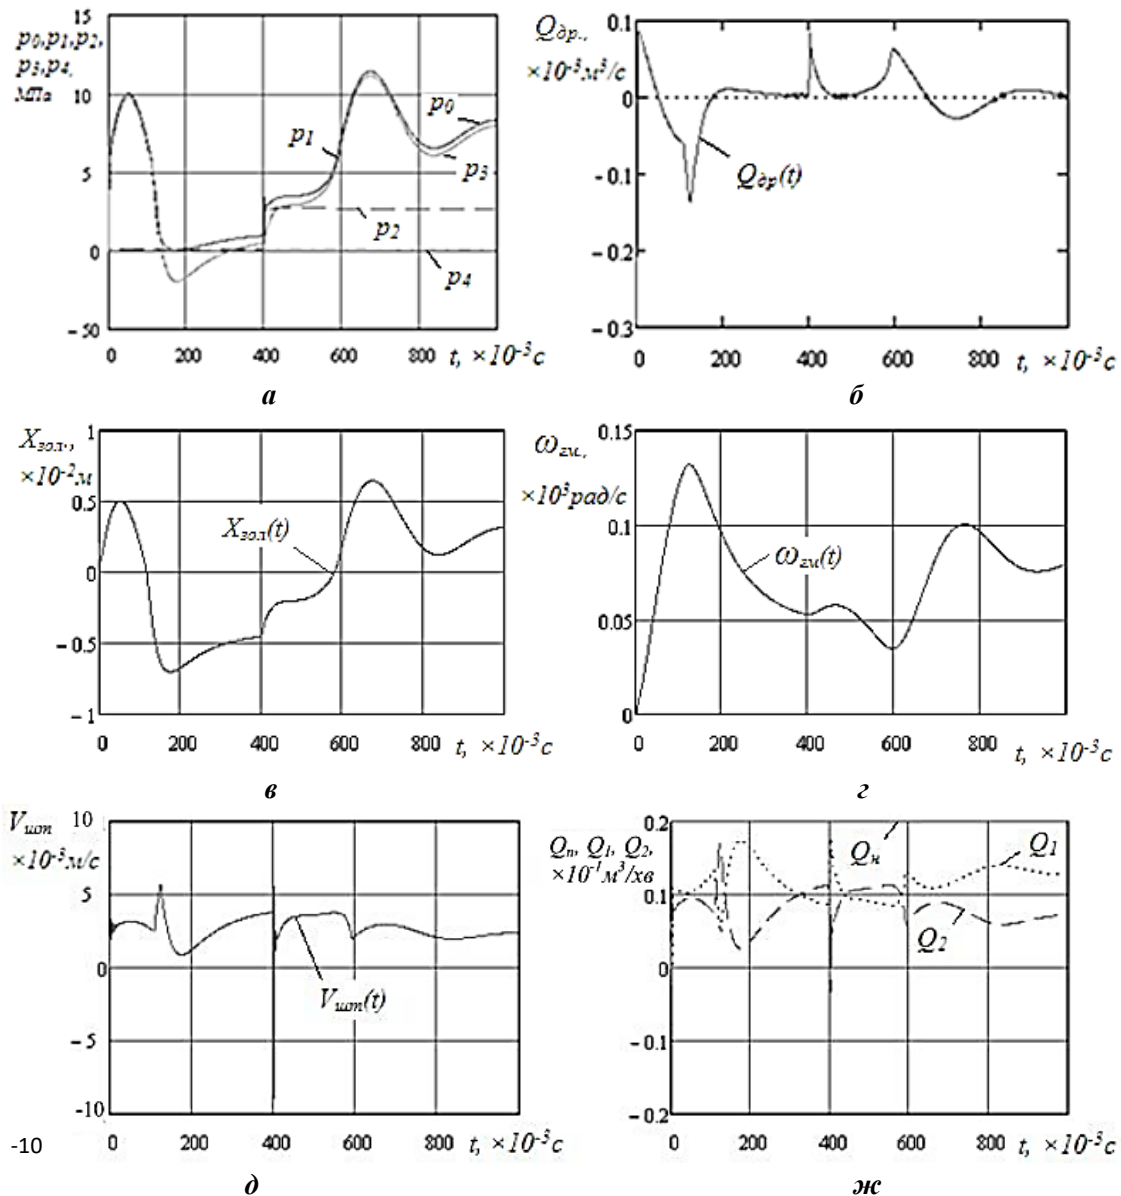 p₀,p₁,p₂,
p₃,p₄,
МПа
15
10
5
0
−50
p₁
p₀
p₃
p₂
p₄
0 200 400 600 800 t, ×10⁻³c
а
Qдр.,
×10⁻³м³/с
0.1
0
−0.1
−0.2
−0.3
Qдр(t)
200 400 600 800 t, ×10⁻³c
б
Xзол.,
×10⁻²м
1
0.5
0
−0.5
−1
Xзол(t)
0 200 400 600 800 t, ×10⁻³c
в
ωгм.,
×10³рад/с
0.15
0.1
0.05
0
ωгм(t)
0 200 400 600 800 t, ×10⁻³c
г
Vшт
×10⁻³м/с
10
5
0
−5
-10
-10
Vшт(t)
0 200 400 600 800 t, ×10⁻³c
д
Qп, Q₁, Q₂,
×10⁻¹м³/хв
0.2
0.1
0
−0.1
−0.2
Qн
Q₁
Q₂
0 200 400 600 800 t, ×10⁻³c
ж